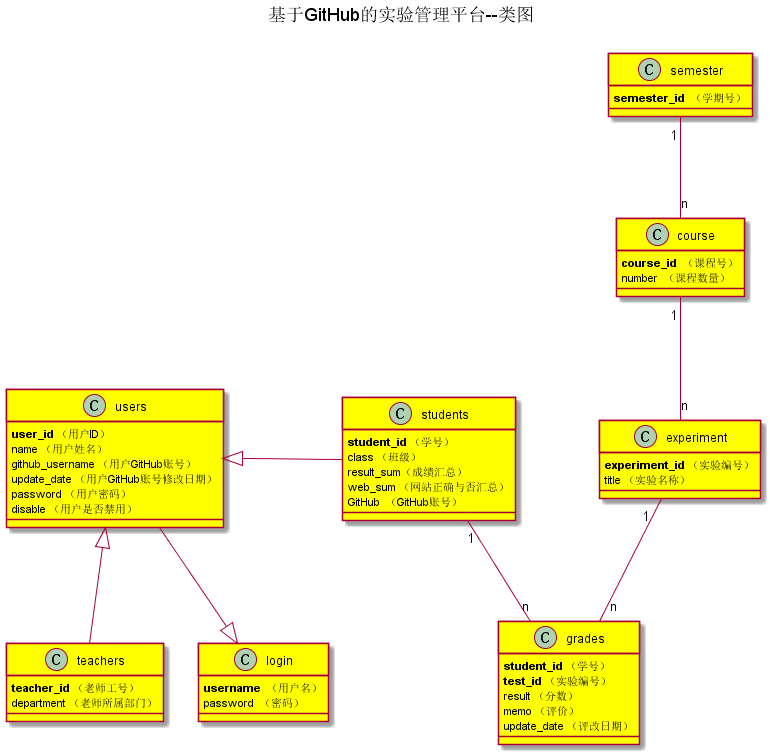 基于GitHub的实验管理平台--类图
C semester
semester_id （学期号）
1
n
C course
course_id （课程号）
number （课程数量）
1
n
C users
user_id （用户ID）
name （用户姓名）
github_username （用户GitHub账号）
update_date （用户GitHub账号修改日期）
password （用户密码）
disable （用户是否禁用）
C students
student_id （学号）
class （班级）
result_sum（成绩汇总）
web_sum （网站正确与否汇总）
GitHub （GitHub账号）
C experiment
experiment_id （实验编号）
title （实验名称）
1
n
1
n
C teachers
teacher_id （老师工号）
department （老师所属部门）
C login
username （用户名）
password （密码）
C grades
student_id （学号）
test_id （实验编号）
result （分数）
memo （评价）
update_date （评改日期）